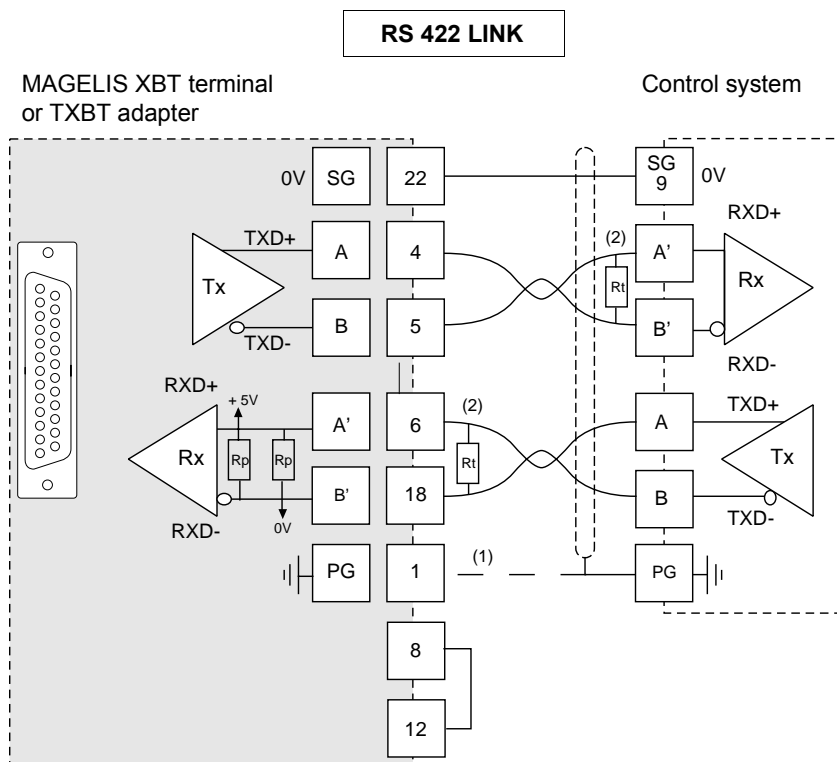 RS 422 LINK
MAGELIS XBT terminal
or TXBT adapter
Control system
0V
SG
22
SG
9
0V
TXD+
A
4
(2)
A'
RXD+
Tx
Rt
Rx
TXD-
B
5
B'
RXD-
RXD+
+ 5V
A'
6
(2)
A
TXD+
Rx
Rp
Rp
Rt
Tx
RXD-
0V
B'
18
B
TXD-
PG
1
(1)
PG
8
12